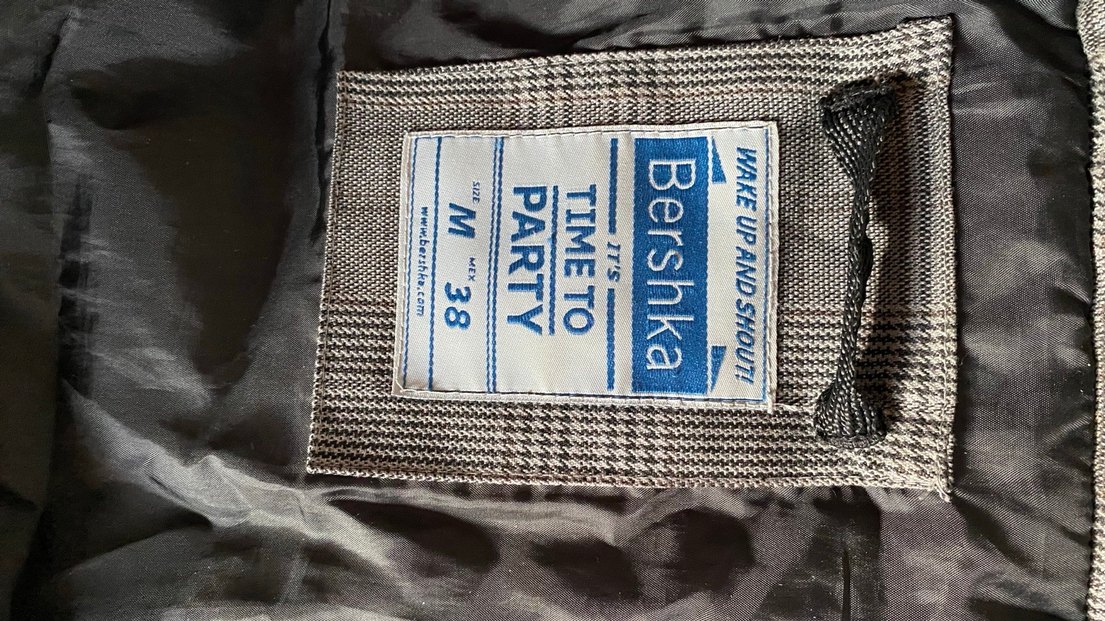 WAKE UP AND SHOUT!
Bershka
IT'S
TIME TO
PARTY
SIZE M MEX 38
www.bershka.com